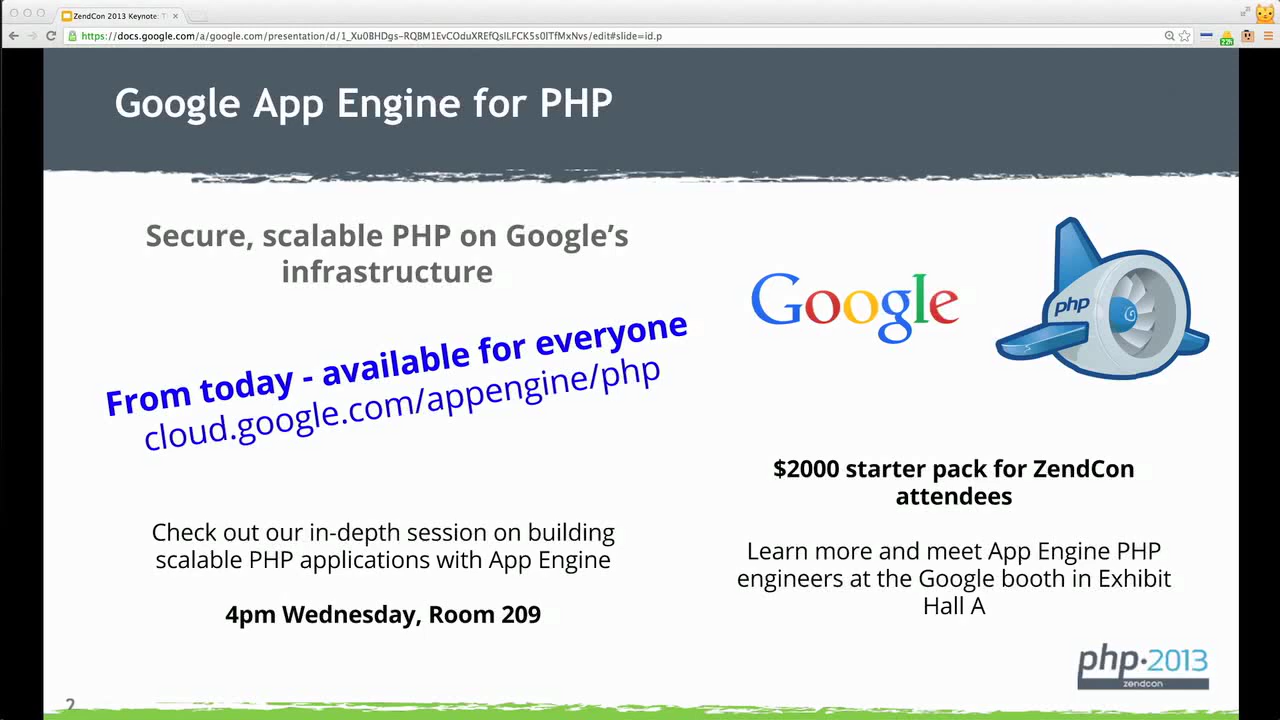 ZendCon 2013 Keynote: T
https://docs.google.com/a/google.com/presentation/d/1_Xu0BHDgs-RQBM1EvCOduXREfQsILFCK5s0ITfMxNvs/edit#slide=id.p
22h
Google App Engine for PHP
Secure, scalable PHP on Google’s
infrastructure
From today - available for everyone
cloud.google.com/appengine/php
Google
php
$2000 starter pack for ZendCon
attendees
Check out our in-depth session on building
scalable PHP applications with App Engine
4pm Wednesday, Room 209
Learn more and meet App Engine PHP
engineers at the Google booth in Exhibit
Hall A
php·2013
zendcon
2